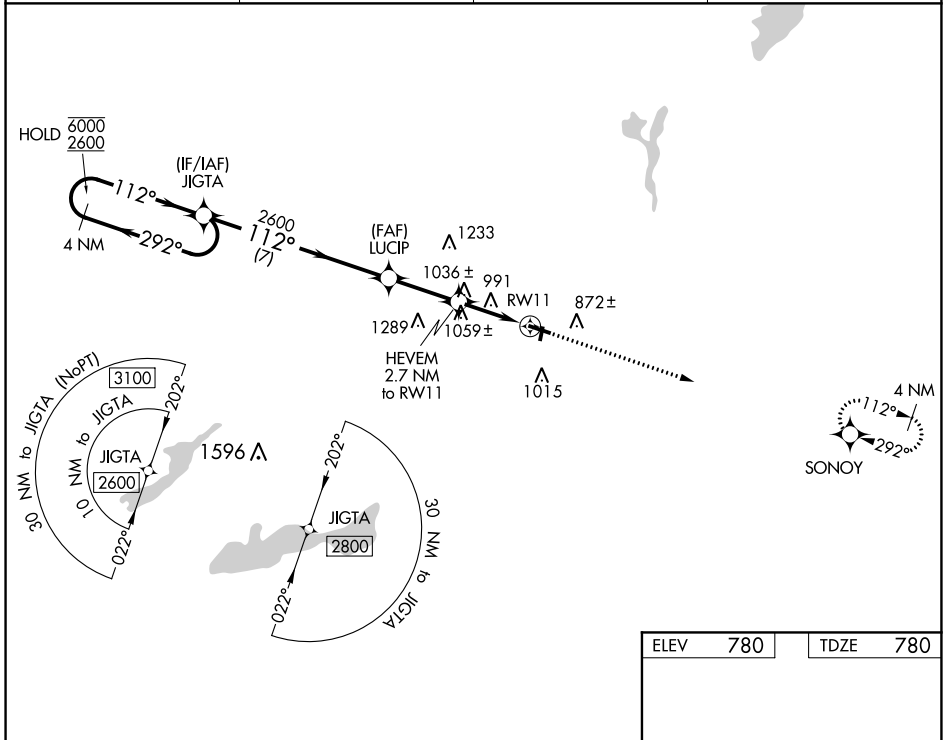 HOLD 6000
2600
(IF/IAF)
JIGTA
112°
292°
4 NM
2600
112°
(7)
(FAF)
LUCIP
1233
1036 ±
991
RW11
872±
1289
1059±
HEVEM
2.7 NM
to RW11
1015
4 NM
112°
292°
SONOY
30 NM to JIGTA (NoPT)
3100
202°
10 NM to JIGTA
JIGTA
2600
022°
1596
202°
JIGTA
2800
30 NM to JIGTA
022°
ELEV 780
TDZE 780